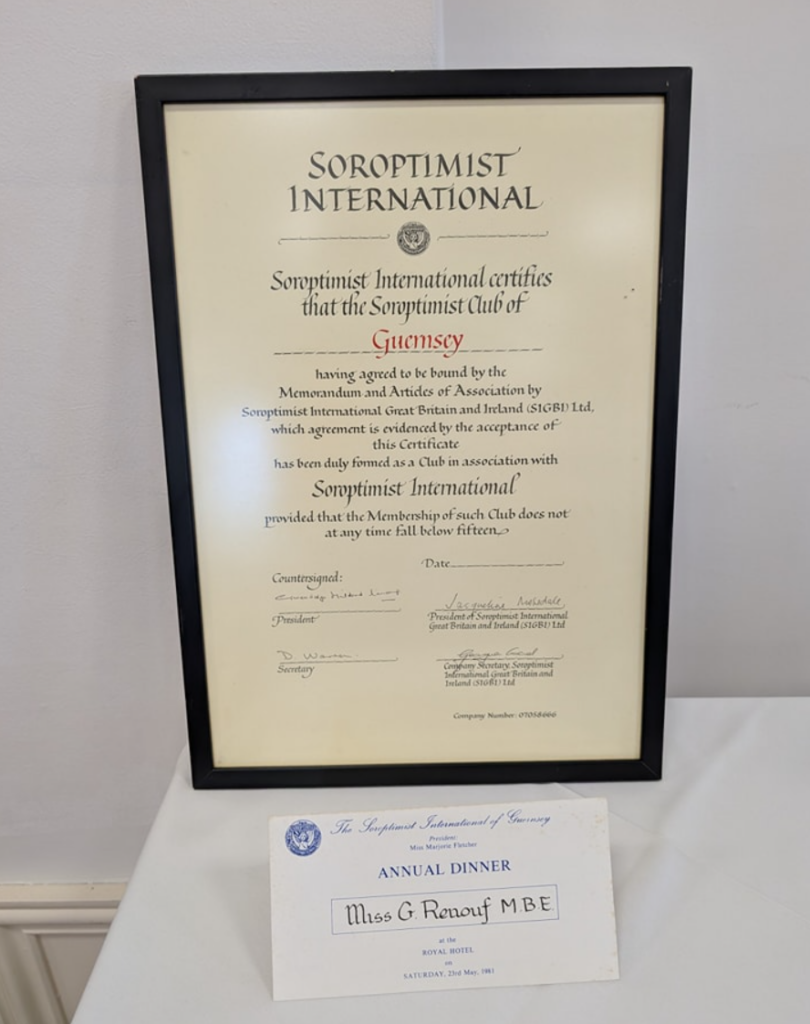 SOROPTIMIST
INTERNATIONAL
Soroptimist International certifies
that the Soroptimist Club of
Guernsey
having agreed to be bound by the
Memorandum and Articles of Association by
Soroptimist International Great Britain and Ireland (SIGBI) Ltd,
which agreement is evidenced by the acceptance of
this Certificate
has been duly formed as a Club in association with
Soroptimist International
provided that the Membership of such Club does not
at any time fall below fifteen
Date
Countersigned:
Jacqueline
President
President of Soroptimist International
Great Britain and Ireland (SIGBI) Ltd
D. Warren
Secretary
Company Secretary, Soroptimist
International Great Britain and
Ireland (SIGBI) Ltd
Company Number: 07058666
The Soroptimist International of Guernsey
President:
Miss Marjorie Fletcher
ANNUAL DINNER
Miss G. Renouf M.B.E.
at the
ROYAL HOTEL
on
SATURDAY, 23rd May, 1981